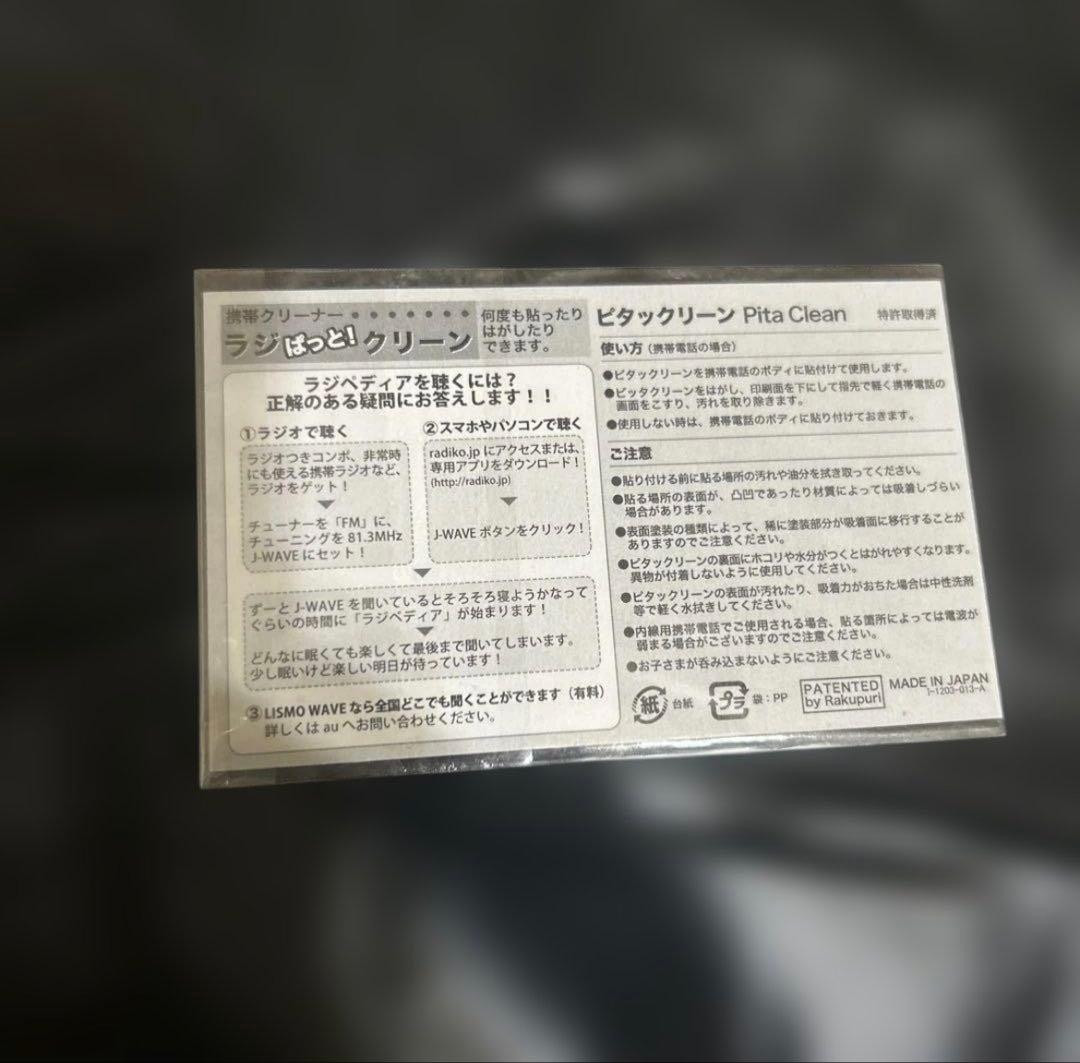 携帯クリーナー・・・・・・・
ラジぱっと!クリーン
何度も貼ったり
はがしたり
できます。
ラジペディアを聴くには？
正解のある疑問にお答えします！！
①ラジオで聴く
ラジオつきコンポ、非常時
にも使える携帯ラジオなど、
ラジオをゲット！
チューナーを「FM」に、
チューニングを 81.3MHz
J-WAVE にセット！
②スマホやパソコンで聴く
radiko.jp にアクセスまたは、
専用アプリをダウンロード！
(http://radiko.jp)
J-WAVE ボタンをクリック！
ずーと J-WAVE を聞いているとそろそろ寝ようかなって
ぐらいの時間に「ラジペディア」が始まります！
どんなに眠くても楽しくて最後まで聞いてしまいます。
少し眠いけど楽しい明日が待っています！
③LISMO WAVE なら全国どこでも聞くことができます（有料）
詳しくは au へお問い合わせください。
ピタックリーン Pita Clean 特許取得済
使い方（携帯電話の場合）
●ピタックリーンを携帯電話のボディに貼付けて使用します。
●ピッタクリーンをはがし、印刷面を下にして指先で軽く携帯電話の
画面をこすり、汚れを取り除きます。
●使用しない時は、携帯電話のボディに貼り付けておきます。
ご注意
●貼り付ける前に貼る場所の汚れや油分を拭き取ってください。
●貼る場所の表面が、凸凹であったり材質によっては吸着しづらい
場合があります。
●表面塗装の種類によって、稀に塗装部分が吸着面に移行することが
ありますのでご注意ください。
●ピタックリーンの裏面にホコリや水分がつくとはがれやすくなります。
異物が付着しないように使用してください。
●ピタックリーンの表面が汚れたり、吸着力がおちた場合は中性洗剤
等で軽く水拭きしてください。
●内線用携帯電話でご使用される場合、貼る箇所によっては電波が
弱まる場合がございますのでご注意ください。
●お子さまが呑み込まないようにご注意ください。
紙 台紙 プラ 袋：PP
PATENTED
by Rakupuri
MADE IN JAPAN
1-1203-013-A